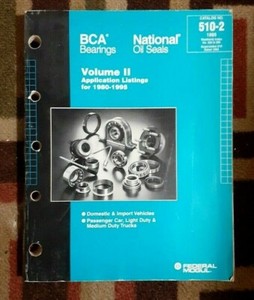 BCA®
Bearings
National®
Oil Seals
CATALOG NO.
510-2
1995
Volume II
Application Listings
for 1980-1995
Domestic & Import Vehicles
Passenger Car, Light Duty &
Medium Duty Trucks
FEDERAL
MOGUL